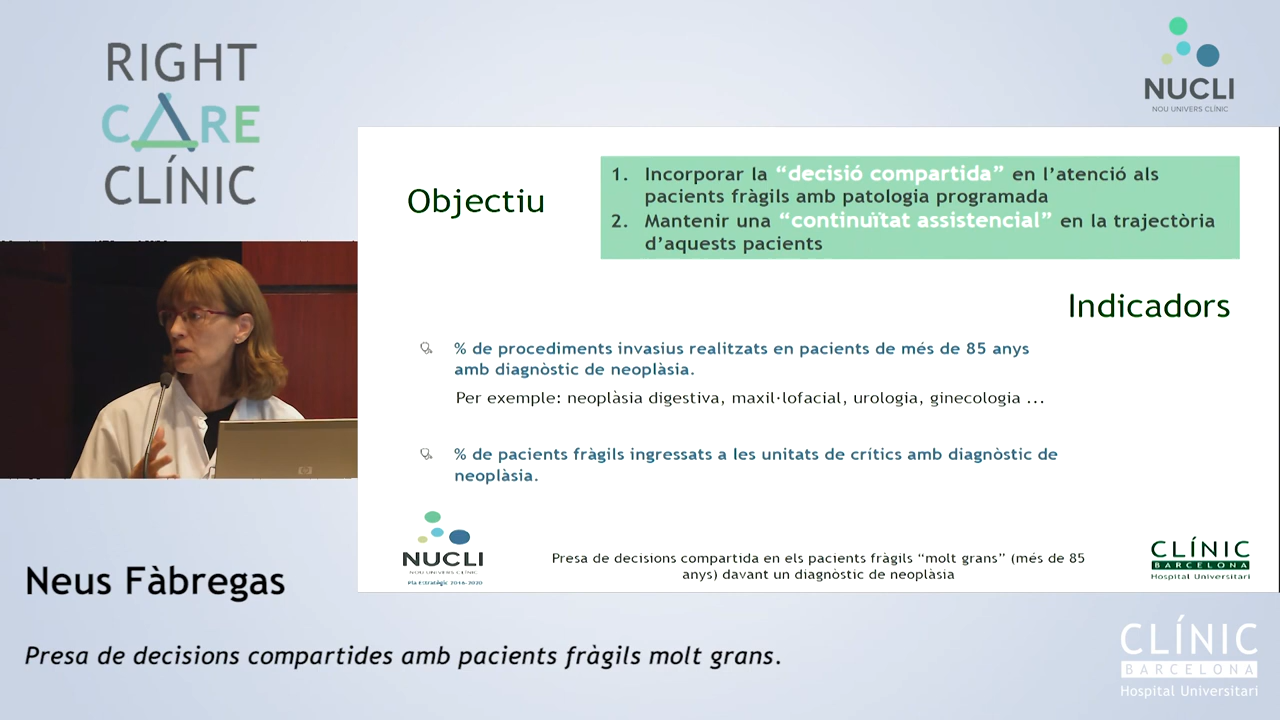 RIGHT
CARE
CLÍNIC
NUCLI
NOU UNIVERS CLÍNIC
Objectiu
1. Incorporar la “decisió compartida” en l’atenció als
pacients fràgils amb patologia programada
2. Mantenir una “continuïtat assistencial” en la trajectòria
d’aquests pacients
Indicadors
% de procediments invasius realitzats en pacients de més de 85 anys
amb diagnòstic de neoplàsia.
Per exemple: neoplàsia digestiva, maxil·lofacial, urologia, ginecologia ...
% de pacients fràgils ingressats a les unitats de crítics amb diagnòstic de
neoplàsia.
NUCLI
NOU UNIVERS CLÍNIC
Pla Estratègic 2016-2020
Presa de decisions compartida en els pacients fràgils “molt grans” (més de 85
anys) davant un diagnòstic de neoplàsia
CLÍNIC
BARCELONA
Hospital Universitari
hp
Neus Fàbregas
Presa de decisions compartides amb pacients fràgils molt grans.
CLÍNIC
BARCELONA
Hospital Universitari